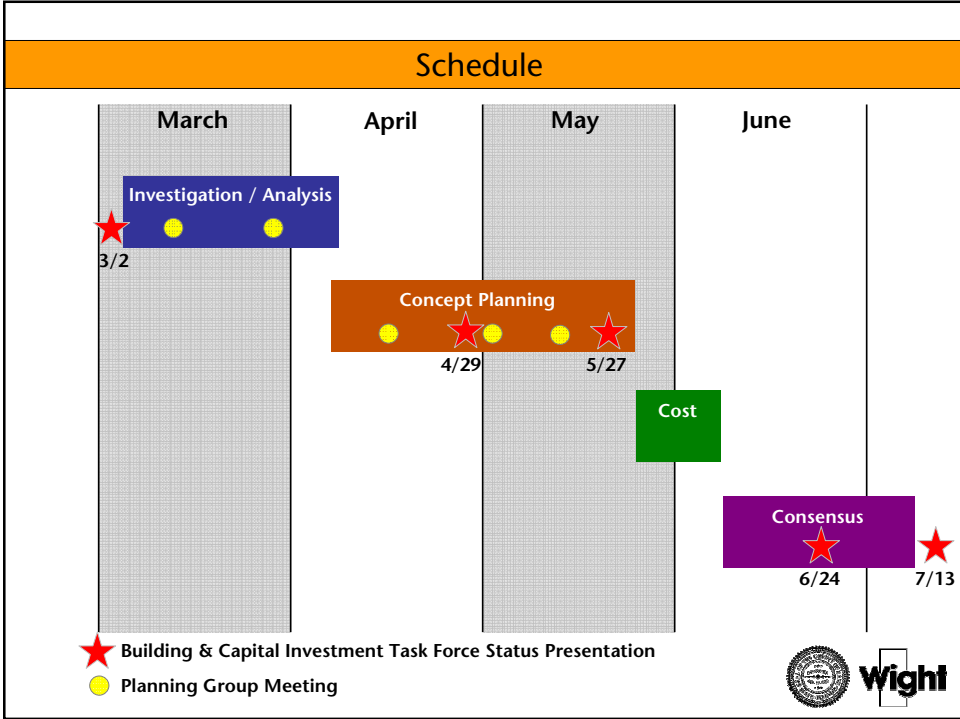 Schedule
March
April
May
June
Investigation / Analysis
3/2
Concept Planning
4/29
5/27
Cost
Consensus
6/24
7/13
Building & Capital Investment Task Force Status Presentation
Planning Group Meeting
Wight